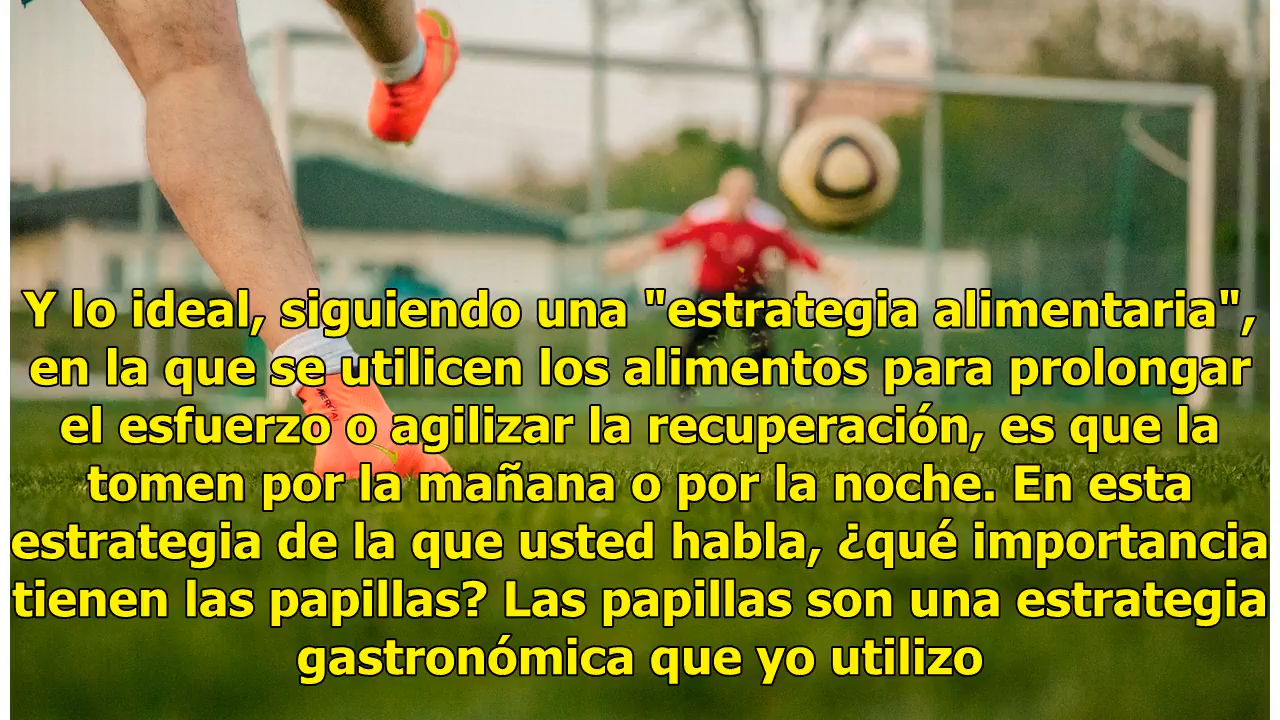 Y lo ideal, siguiendo una "estrategia alimentaria",
en la que se utilicen los alimentos para prolongar
el esfuerzo o agilizar la recuperación, es que la
tomen por la mañana o por la noche. En esta
estrategia de la que usted habla, ¿qué importancia
tienen las papillas? Las papillas son una estrategia
gastronómica que yo utilizo